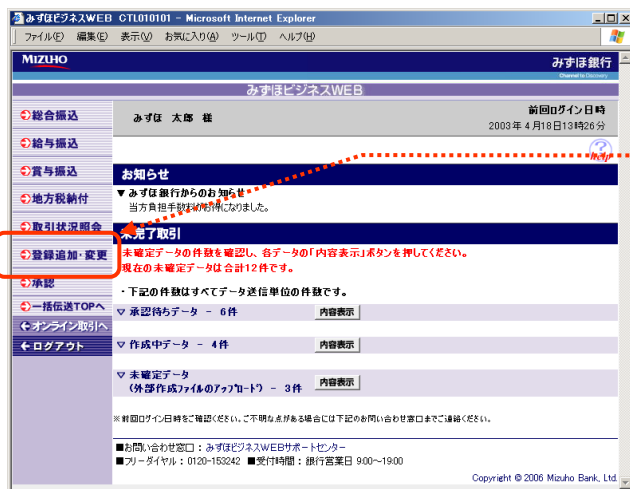 みずほビジネスWEB CTL010101 - Microsoft Internet Explorer
ファイル(F) 編集(E) 表示(V) お気に入り(A) ツール(T) ヘルプ(H)
MIZUHO
みずほ銀行
Channel to Discovery
みずほビジネスWEB
総合振込
給与振込
賞与振込
地方税納付
取引状況照会
登録追加・変更
承認
一括伝送TOPへ
オンライン取引へ
ログアウト
みずほ 太郎 様
前回ログイン日時
2003年 4月18日13時26分
help
お知らせ
▼ みずほ銀行からのお知らせ
当方負担手数料がお得になりました。
未完了取引
未確定データの件数を確認し、各データの「内容表示」ボタンを押してください。
現在の未確定データは合計12件です。
・下記の件数はすべてデータ送信単位の件数です。
▽ 承認待ちデータ － 6件 内容表示
▽ 作成中データ － 4件 内容表示
▽ 未確定データ
(外部作成ファイルのアップロード) － 3件 内容表示
※前回ログイン日時をご確認ください。ご不明な点がある場合には下記のお問い合わせ窓口までご連絡ください。
■お問い合わせ窓口：みずほビジネスWEBサポートセンター
■フリーダイヤル：0120-153242 ■受付時間：銀行営業日 9:00～19:00
Copyright © 2006 Mizuho Bank, Ltd.